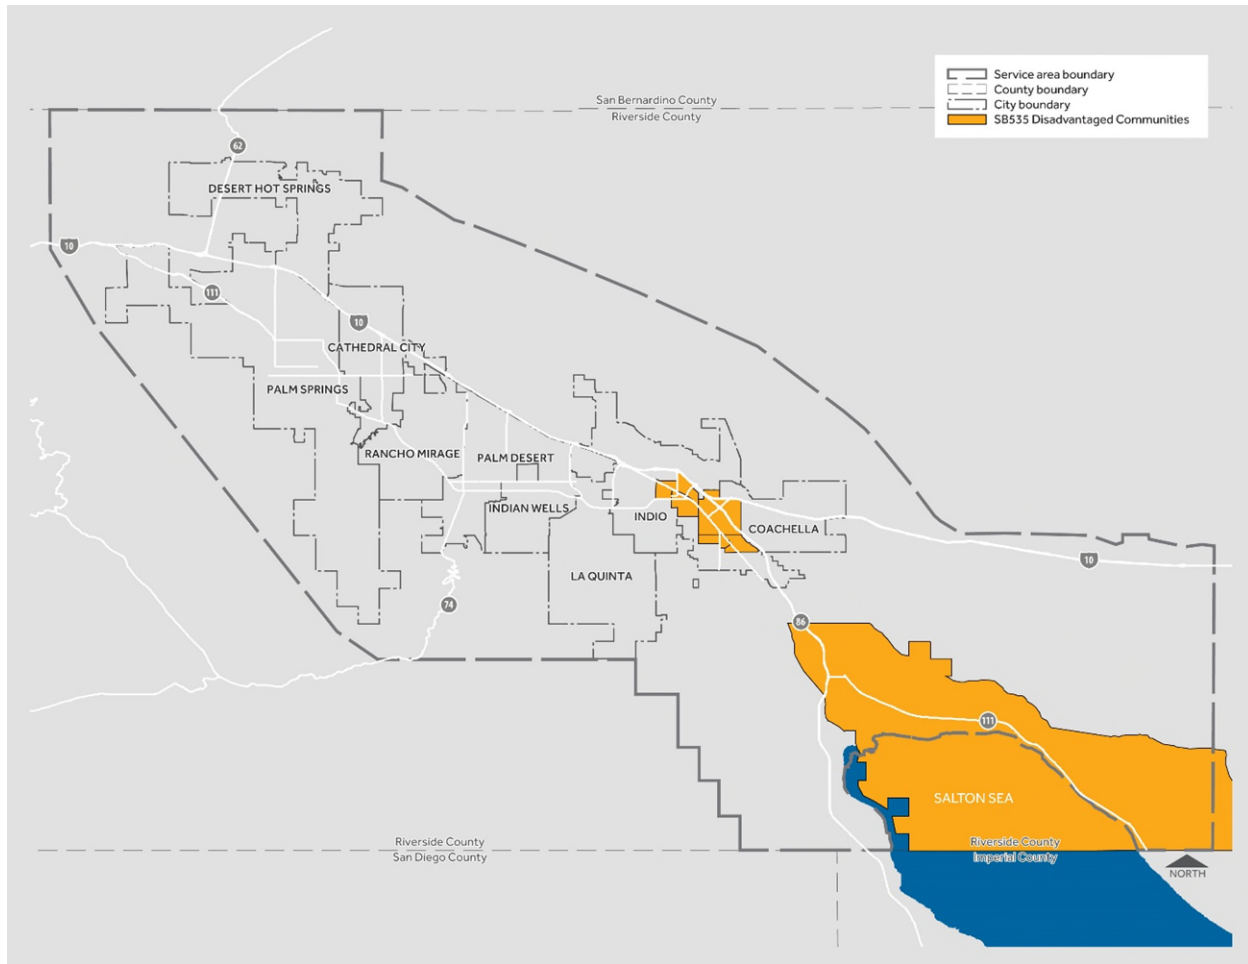 Service area boundary
County boundary
City boundary
SB535 Disadvantaged Communities
San Bernardino County
Riverside County
62
DESERT HOT SPRINGS
10
111
10
CATHEDRAL CITY
PALM SPRINGS
RANCHO MIRAGE
PALM DESERT
INDIAN WELLS
INDIO
COACHELLA
10
LA QUINTA
74
86
111
SALTON SEA
Riverside County
San Diego County
Riverside County
Imperial County
NORTH